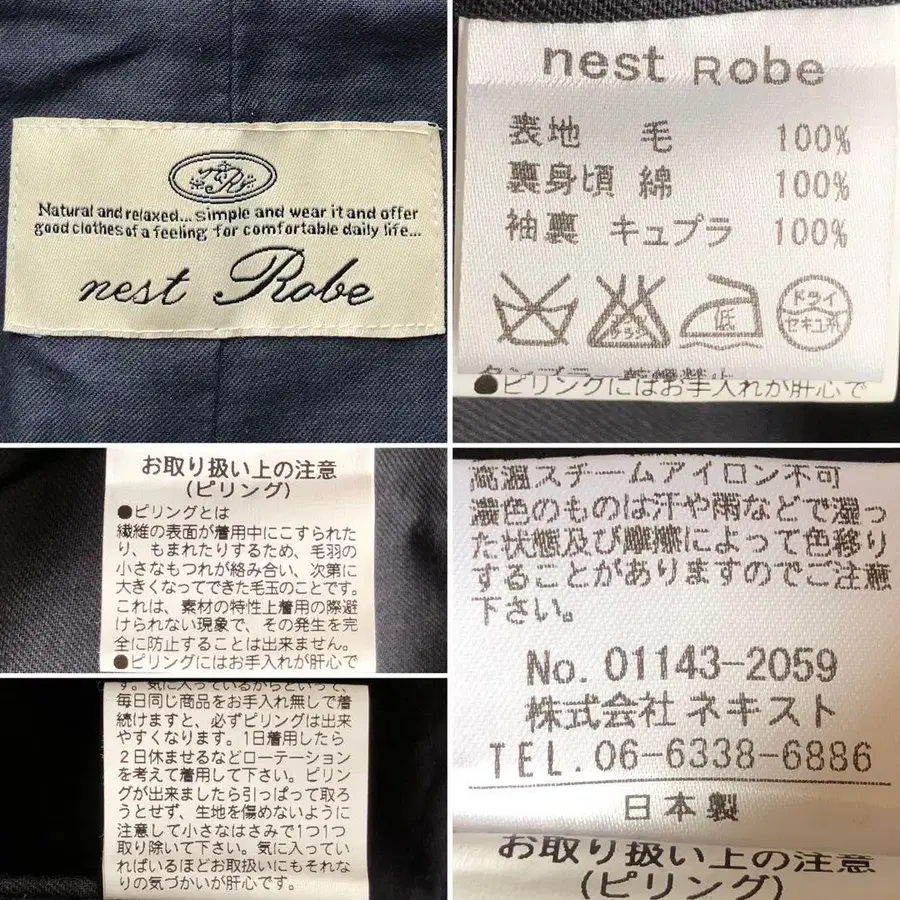 Natural and relaxed... simple and wear it and offer
good clothes of a feeling for comfortable daily life...
nest Robe
nest Robe
表地 毛 100%
裏身頃 綿 100%
袖裏 キュプラ 100%
低
ドライ
セキユ系
●ピリングにはお手入れが肝心で
お取り扱い上の注意
(ピリング)
●ピリングとは
繊維の表面が着用中にこすられた
り、もまれたりするため、毛羽の
小さなもつれが絡み合い、次第に
大きくなってできた毛玉のことです。
これは、素材の特性上着用の際避
けられない現象で、その発生を完
全に防止することは出来ません。
●ピリングにはお手入れが肝心で
高温スチームアイロン不可
濃色のものは汗や雨などで湿っ
た状態及び摩擦によって色移り
することがありますのでご注意
下さい。
No. 01143-2059
株式会社 ネキスト
TEL. 06-6338-6886
日本製
お取り扱い上の注意
(ピリング)
す。気に入っているからといって、
毎日同じ商品をお手入れ無しで着
続けますと、必ずピリングは出来
やすくなります。1日着用したら
2日休ませるなどローテーション
を考えて着用して下さい。ピリン
グが出来ましたら引っぱって取ろ
うとせず、生地を傷めないように
注意して小さなはさみで1つ1つ
取り除いて下さい。気に入ってい
ればいるほどお取扱いにもそれな
りの気づかいが肝心です。